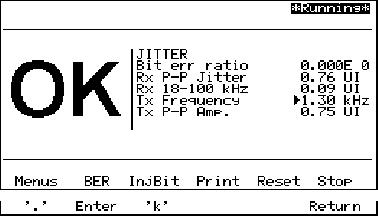 *Running*
OK
JITTER
Bit err ratio 0.000E 0
Rx P-P Jitter 0.76 UI
Rx 18-100 kHz 0.09 UI
Tx Frequency ▶1.30 kHz
Tx P-P Amp. 0.75 UI
Menus BER InjBit Print Reset Stop
'.' Enter 'k' Return